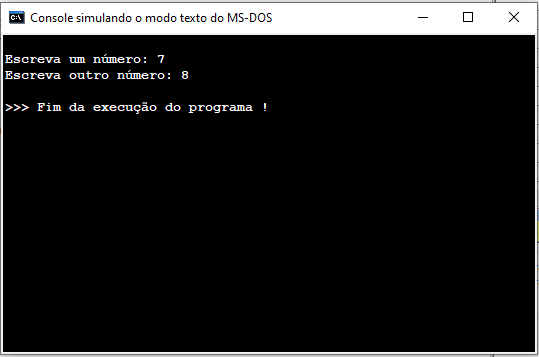 Console simulando o modo texto do MS-DOS
Escreva um número: 7
Escreva outro número: 8
>>> Fim da execução do programa !